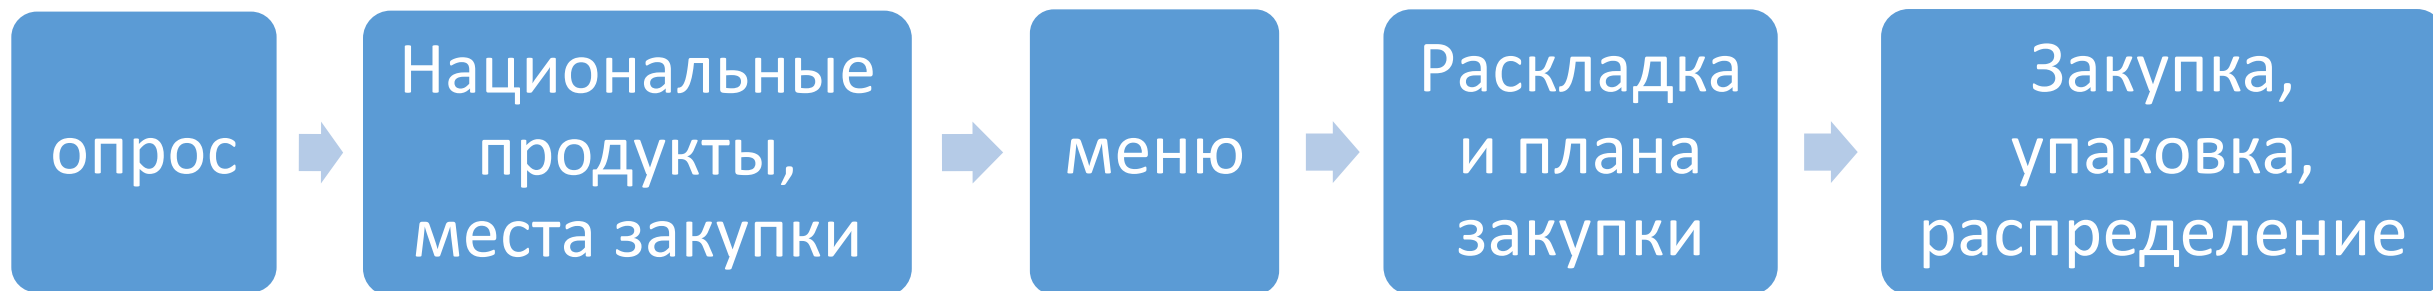 опрос
Национальные
продукты,
места закупки
меню
Раскладка
и плана
закупки
Закупка,
упаковка,
распределение